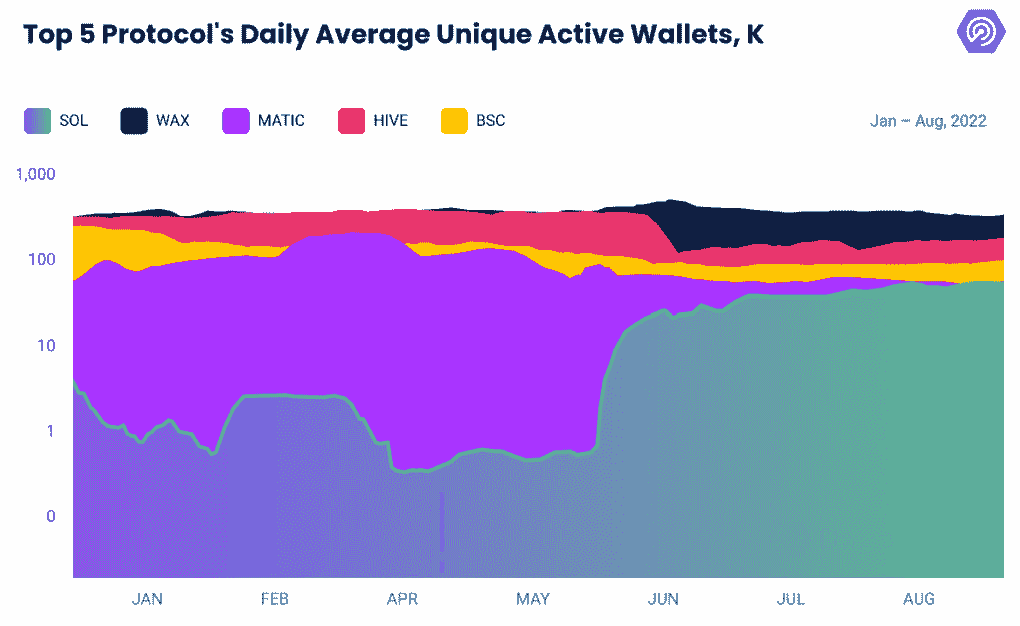 Top 5 Protocol's Daily Average Unique Active Wallets, K
SOL WAX MATIC HIVE BSC
Jan – Aug, 2022
1,000
100
10
1
0
JAN FEB APR MAY JUN JUL AUG